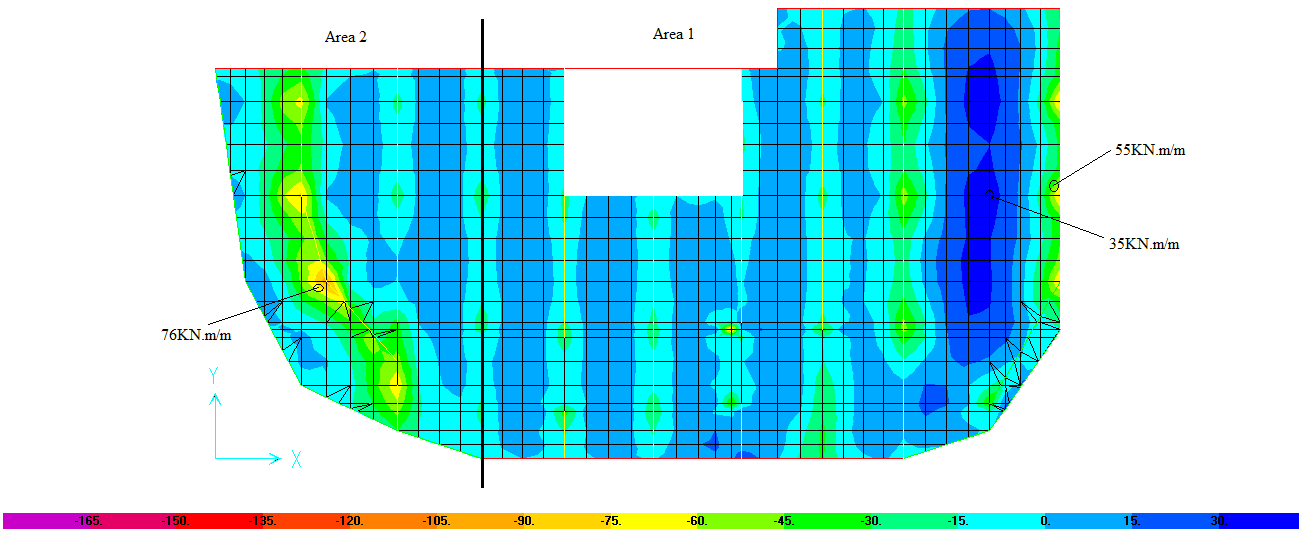 Area 2
Area 1
55KN.m/m
35KN.m/m
76KN.m/m
Y
X
-165. -150. -135. -120. -105. -90. -75. -60. -45. -30. -15. 0. 15. 30.